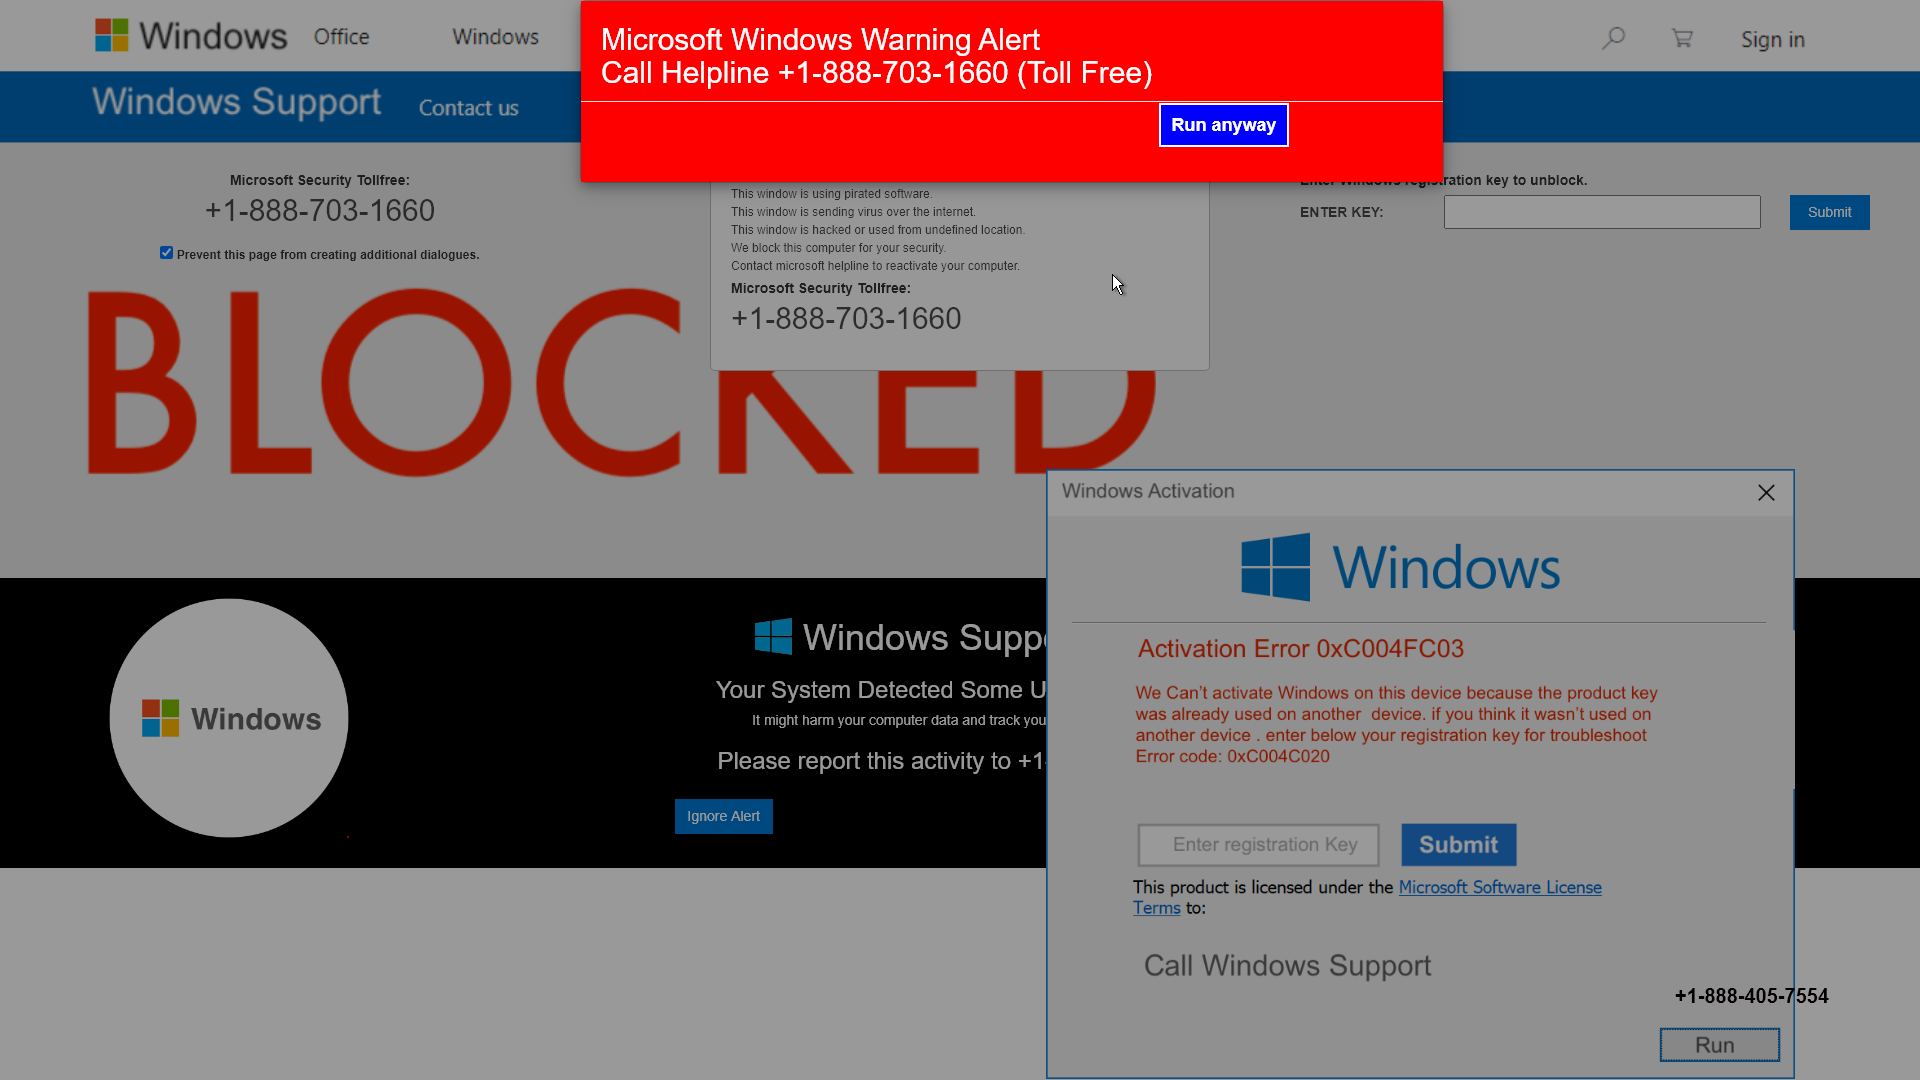 Windows Office Windows
Sign in
Microsoft Windows Warning Alert
Call Helpline +1-888-703-1660 (Toll Free)
Run anyway
Windows Support Contact us
Microsoft Security Tollfree:
+1-888-703-1660
Prevent this page from creating additional dialogues.
This window is using pirated software.
This window is sending virus over the internet.
This window is hacked or used from undefined location.
We block this computer for your security.
Contact microsoft helpline to reactivate your computer.
Microsoft Security Tollfree:
+1-888-703-1660
Enter Windows registration key to unblock.
ENTER KEY:
Submit
BLOCKED
Windows
Windows Supp
Your System Detected Some U
It might harm your computer data and track you
Please report this activity to +1-
Ignore Alert
Windows Activation
Windows
Activation Error 0xC004FC03
We Can't activate Windows on this device because the product key
was already used on another device. if you think it wasn't used on
another device . enter below your registration key for troubleshoot
Error code: 0xC004C020
Enter registration Key
Submit
This product is licensed under the Microsoft Software License
Terms to:
Call Windows Support
+1-888-405-7554
Run